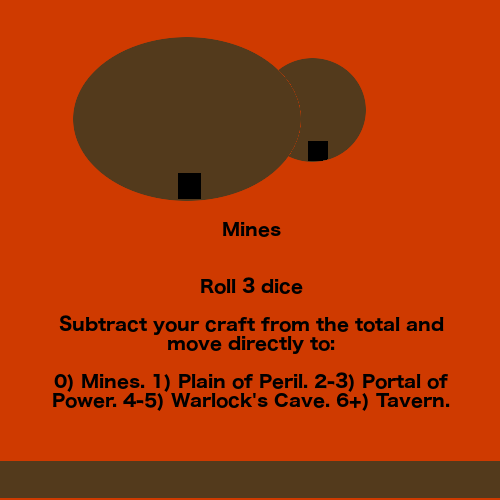 Mines
Roll 3 dice
Subtract your craft from the total and
move directly to:
0) Mines. 1) Plain of Peril. 2-3) Portal of
Power. 4-5) Warlock's Cave. 6+) Tavern.